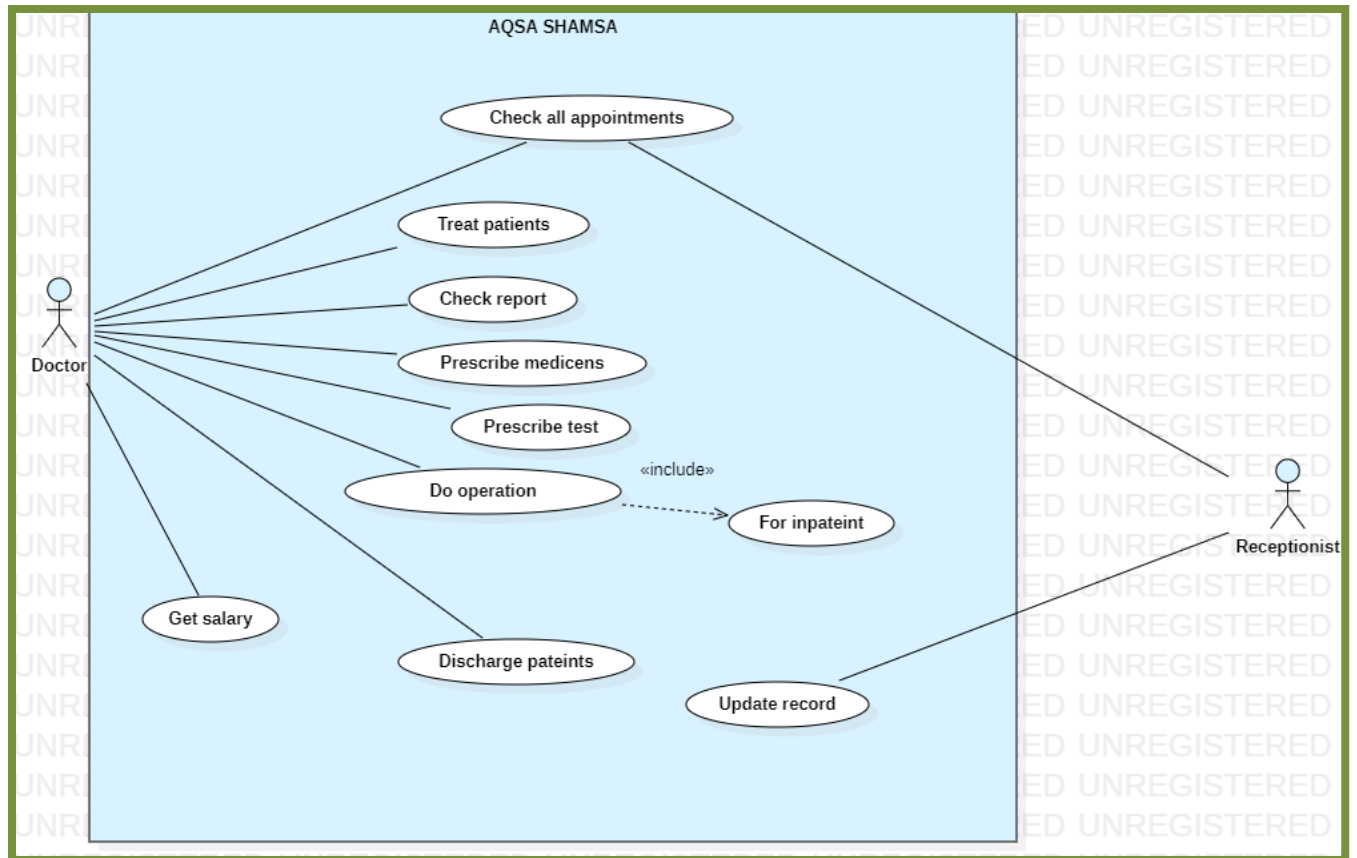 AQSA SHAMSA
Check all appointments
Treat patients
Check report
Doctor
Prescribe medicens
Prescribe test
«include»
Do operation
For inpateint
Receptionist
Get salary
Discharge pateints
Update record
UNREGISTERED